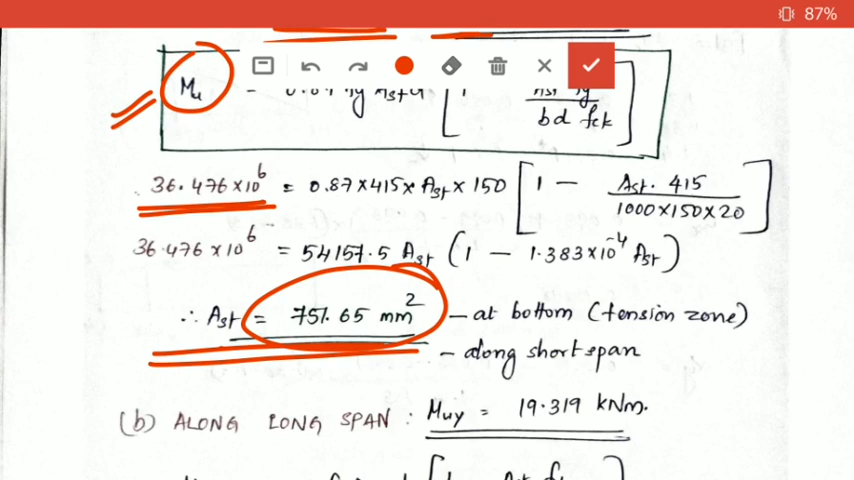 87%
Mu =
bd fck
36.476×10^6 = 0.87×415×Ast×150 [1 - Ast. 415 / 1000×150×20]
36.476×10^6 = 54157.5 Ast (1 - 1.383×10^-4 Ast)
∴ Ast = 751.65 mm^2 - at bottom (tension zone)
- along short span
(b) ALONG LONG SPAN : Muy = 19.319 kNm.